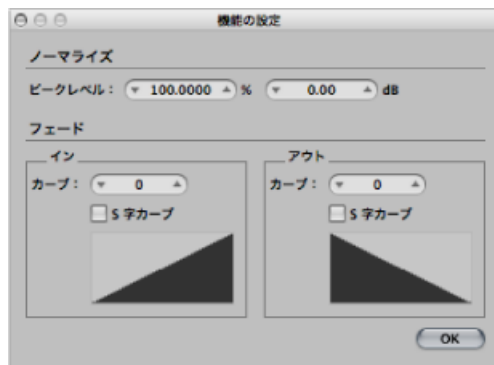 機能の設定
ノーマライズ
ピークレベル： 100.0000 % 0.00 dB
フェード
イン
カーブ： 0
S 字カーブ
アウト
カーブ： 0
S 字カーブ
OK